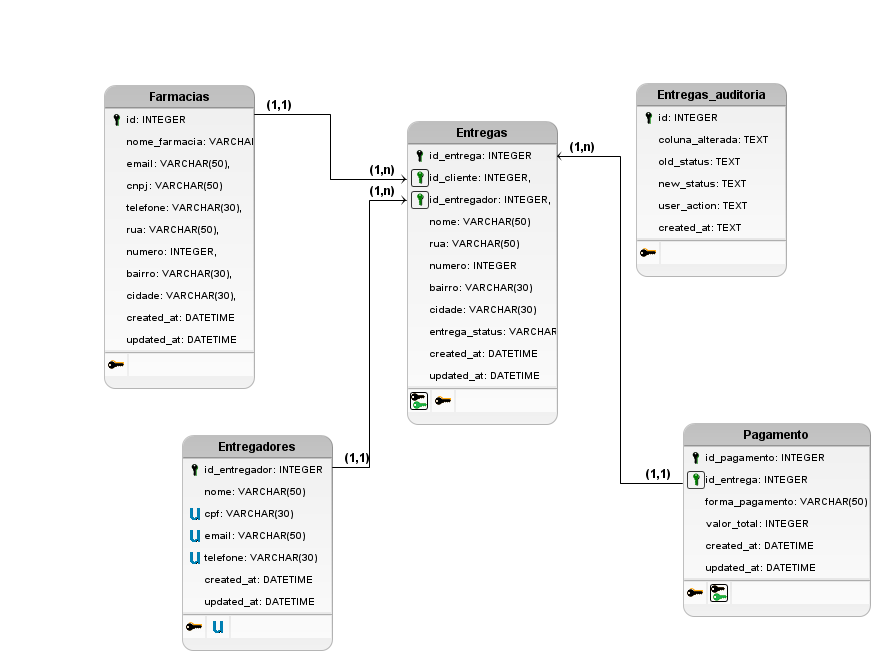 Farmacias
id: INTEGER
nome_farmacia: VARCHA
email: VARCHAR(50),
cnpj: VARCHAR(50)
telefone: VARCHAR(30),
rua: VARCHAR(50),
numero: INTEGER,
bairro: VARCHAR(30),
cidade: VARCHAR(30),
created_at: DATETIME
updated_at: DATETIME
(1,1)
(1,n)
(1,n)
Entregas
id_entrega: INTEGER
id_cliente: INTEGER,
id_entregador: INTEGER,
nome: VARCHAR(50)
rua: VARCHAR(50)
numero: INTEGER
bairro: VARCHAR(30)
cidade: VARCHAR(30)
entrega_status: VARCHAR
created_at: DATETIME
updated_at: DATETIME
(1,n)
Entregas_auditoria
id: INTEGER
coluna_alterada: TEXT
old_status: TEXT
new_status: TEXT
user_action: TEXT
created_at: TEXT
Entregadores
id_entregador: INTEGER
nome: VARCHAR(50)
u cpf: VARCHAR(30)
u email: VARCHAR(50)
u telefone: VARCHAR(30)
created_at: DATETIME
updated_at: DATETIME
u
(1,1)
(1,1)
Pagamento
id_pagamento: INTEGER
id_entrega: INTEGER
forma_pagamento: VARCHAR(50)
valor_total: INTEGER
created_at: DATETIME
updated_at: DATETIME